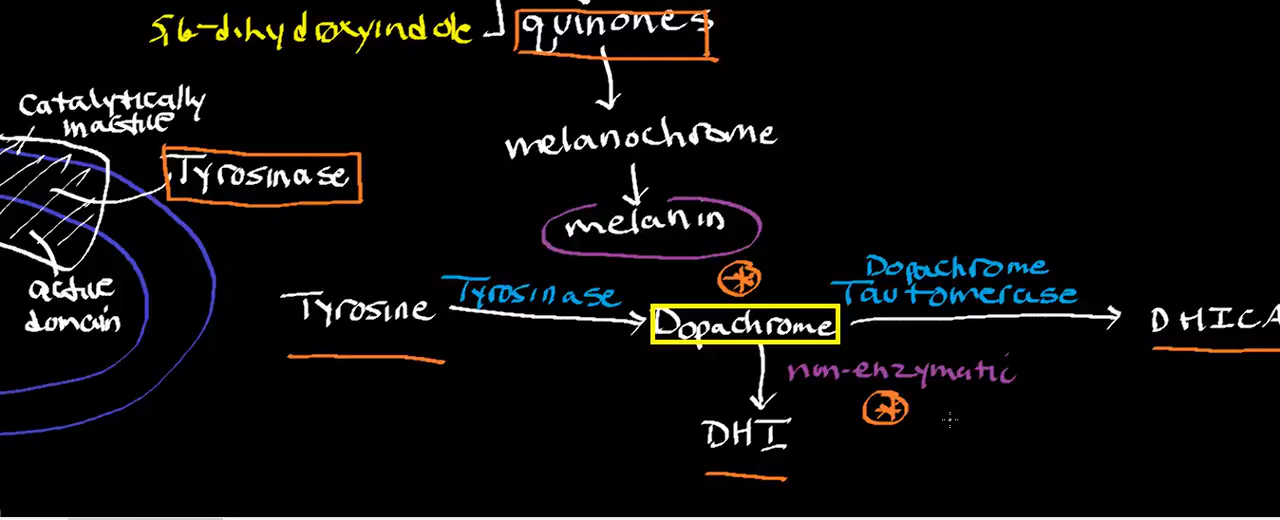 5,6-dihydroxyindole
quinones
Catalytically
inactive
melanochrome
Tyrosinase
melanin
active
domain
Dopachrome
Tautomerase
Tyrosine
Tyrosinase
Dopachrome
DHICA
non-enzymatic
DHI